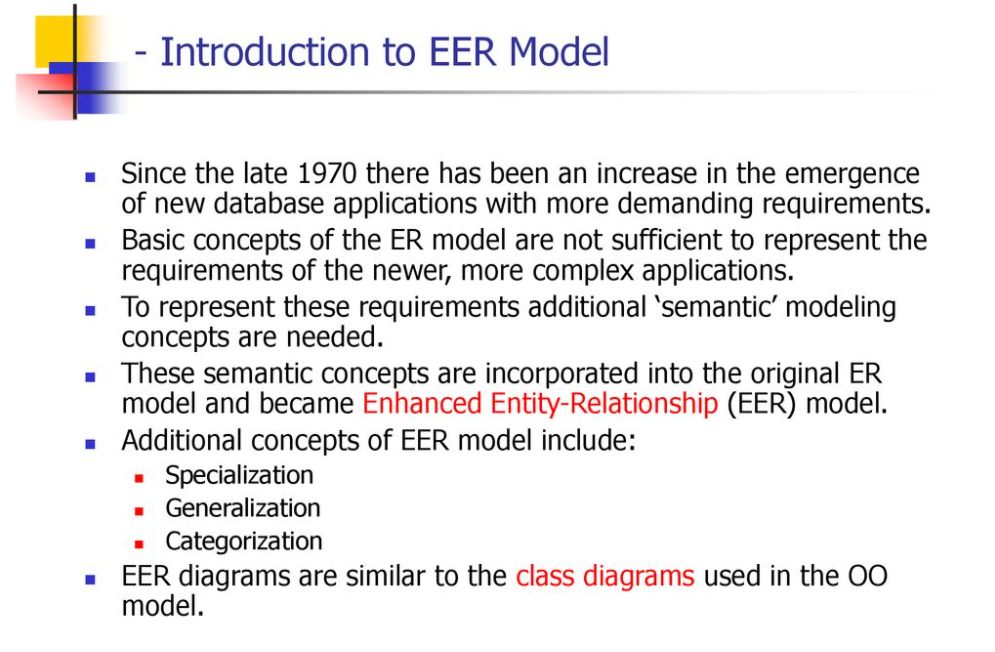 - Introduction to EER Model
Since the late 1970 there has been an increase in the emergence
of new database applications with more demanding requirements.
Basic concepts of the ER model are not sufficient to represent the
requirements of the newer, more complex applications.
To represent these requirements additional ‘semantic’ modeling
concepts are needed.
These semantic concepts are incorporated into the original ER
model and became Enhanced Entity-Relationship (EER) model.
Additional concepts of EER model include:
Specialization
Generalization
Categorization
EER diagrams are similar to the class diagrams used in the OO
model.